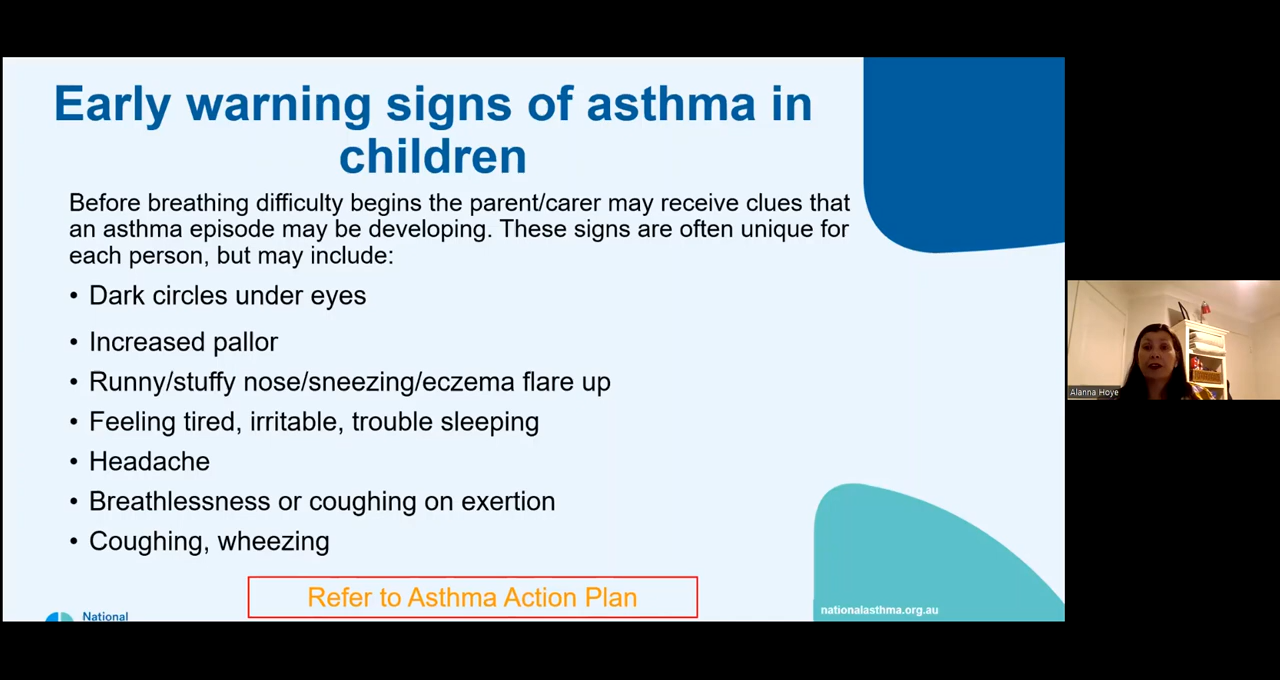 Early warning signs of asthma in
children
Before breathing difficulty begins the parent/carer may receive clues that
an asthma episode may be developing. These signs are often unique for
each person, but may include:
• Dark circles under eyes
• Increased pallor
• Runny/stuffy nose/sneezing/eczema flare up
• Feeling tired, irritable, trouble sleeping
• Headache
• Breathlessness or coughing on exertion
• Coughing, wheezing
Refer to Asthma Action Plan
National
nationalasthma.org.au
Alanna Hoye